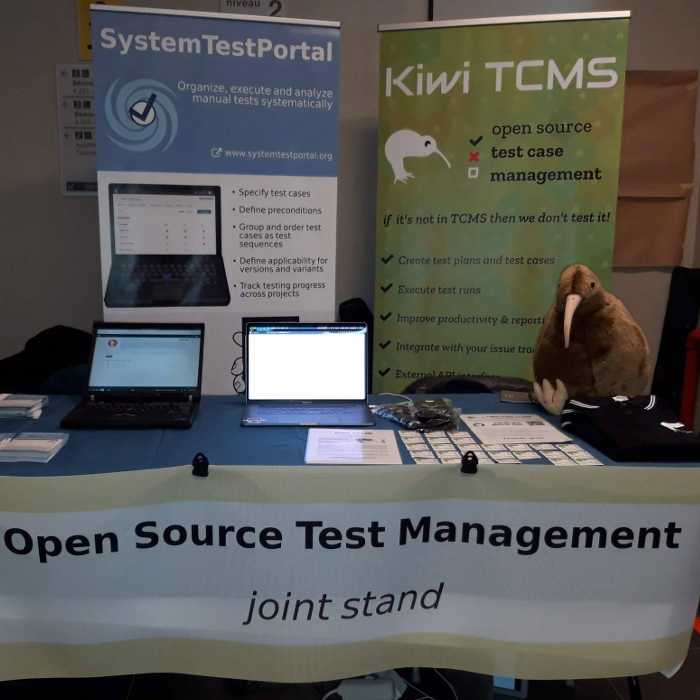 niveau 2
SystemTestPortal
Organize, execute and analyze
manual tests systematically
www.systemtestportal.org
• Specify test cases
• Define preconditions
• Group and order test
cases as test
sequences
• Define applicability for
versions and variants
• Track testing progress
across projects
Kiwi TCMS
open source
test case
management
if it's not in TCMS then we don't test it!
Create test plans and test cases
Execute test runs
Improve productivity & reporti
Integrate with your issue tra
External API interface
Open Source Test Management
joint stand